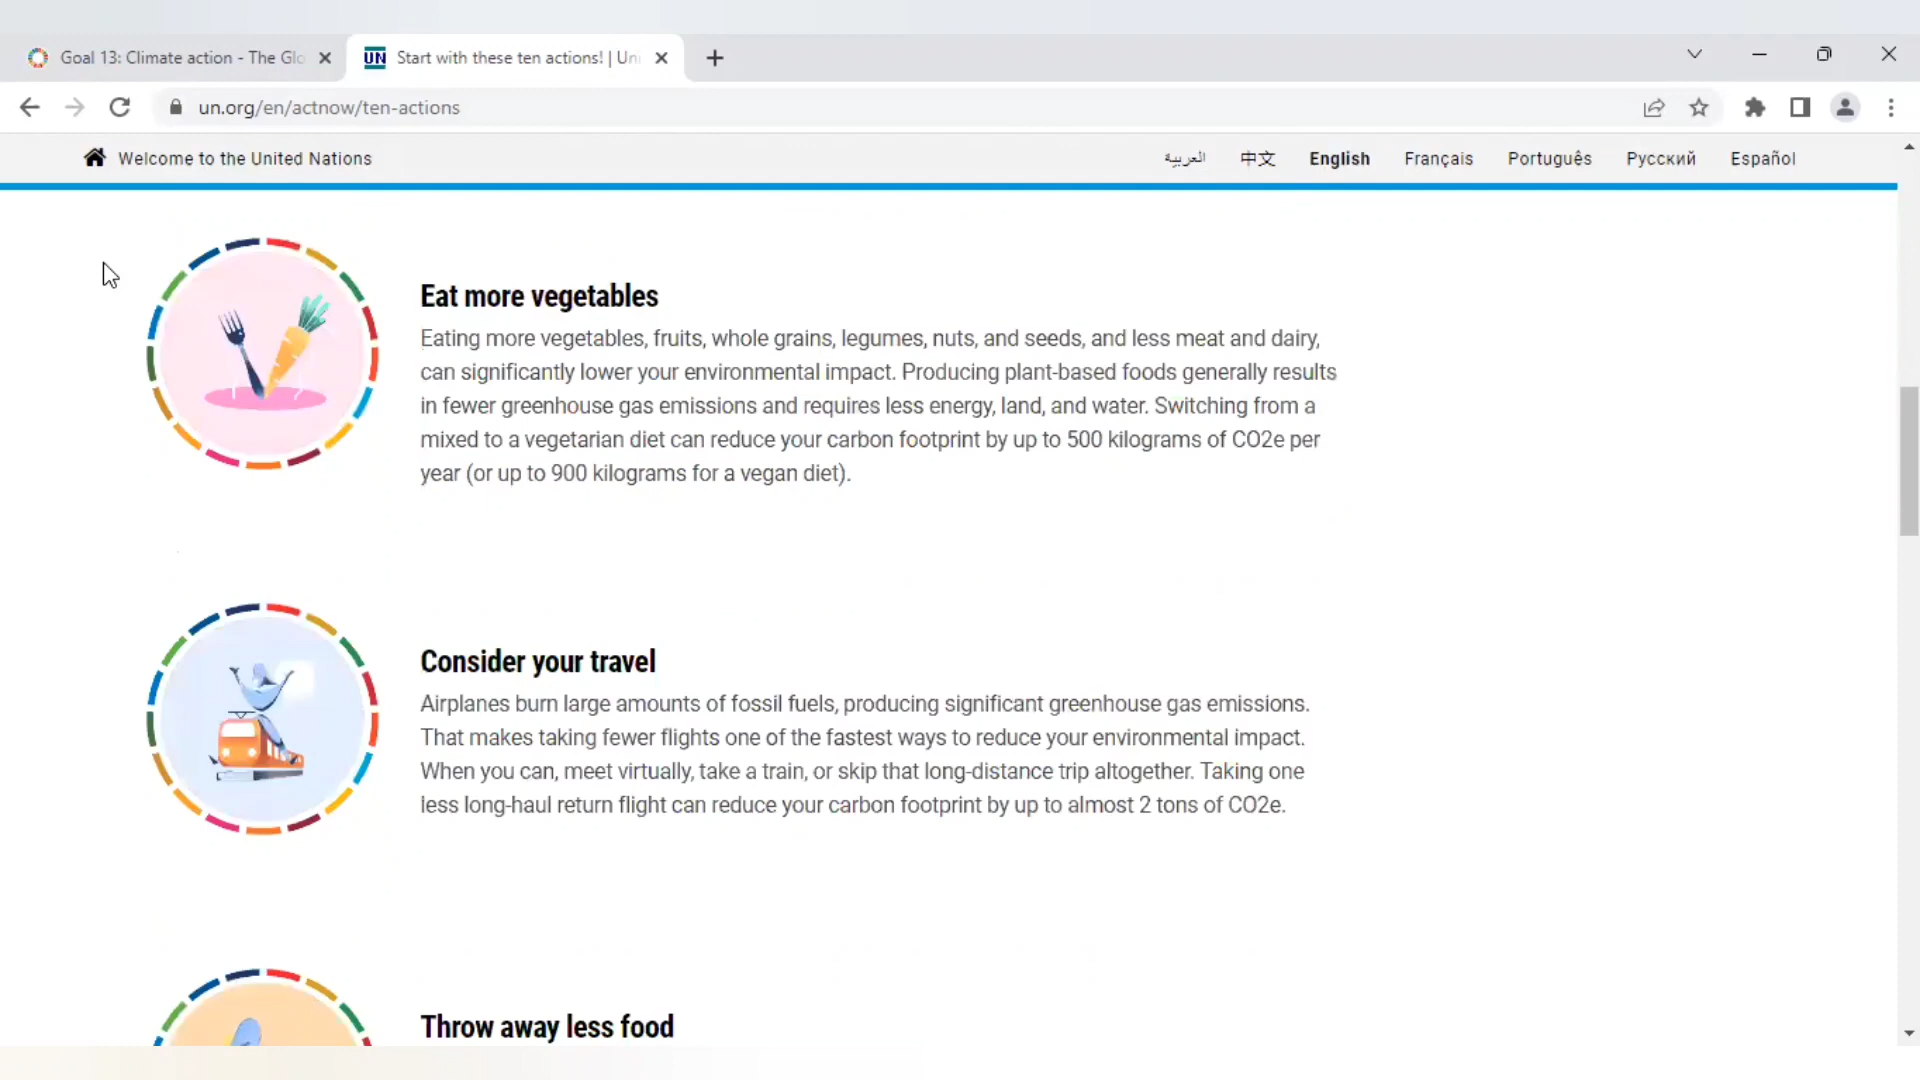 Goal 13: Climate action - The Glo
UN Start with these ten actions! | Un
un.org/en/actnow/ten-actions
Welcome to the United Nations
العربية 中文 English Français Português Русский Español
Eat more vegetables
Eating more vegetables, fruits, whole grains, legumes, nuts, and seeds, and less meat and dairy,
can significantly lower your environmental impact. Producing plant-based foods generally results
in fewer greenhouse gas emissions and requires less energy, land, and water. Switching from a
mixed to a vegetarian diet can reduce your carbon footprint by up to 500 kilograms of CO2e per
year (or up to 900 kilograms for a vegan diet).
Consider your travel
Airplanes burn large amounts of fossil fuels, producing significant greenhouse gas emissions.
That makes taking fewer flights one of the fastest ways to reduce your environmental impact.
When you can, meet virtually, take a train, or skip that long-distance trip altogether. Taking one
less long-haul return flight can reduce your carbon footprint by up to almost 2 tons of CO2e.
Throw away less food